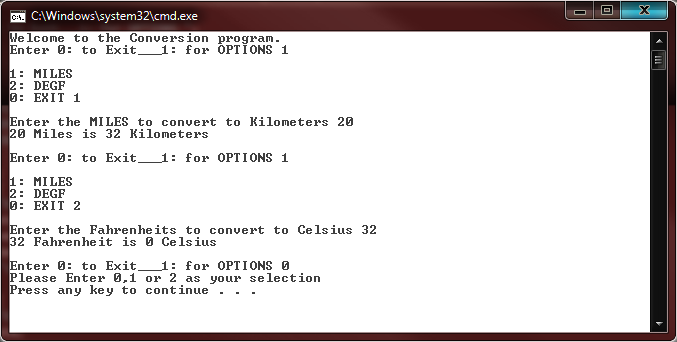 C:\Windows\system32\cmd.exe
Welcome to the Conversion program.
Enter 0: to Exit___1: for OPTIONS 1
1: MILES
2: DEGF
0: EXIT 1
Enter the MILES to convert to Kilometers 20
20 Miles is 32 Kilometers
Enter 0: to Exit___1: for OPTIONS 1
1: MILES
2: DEGF
0: EXIT 2
Enter the Fahrenheits to convert to Celsius 32
32 Fahrenheit is 0 Celsius
Enter 0: to Exit___1: for OPTIONS 0
Please Enter 0,1 or 2 as your selection
Press any key to continue . . .